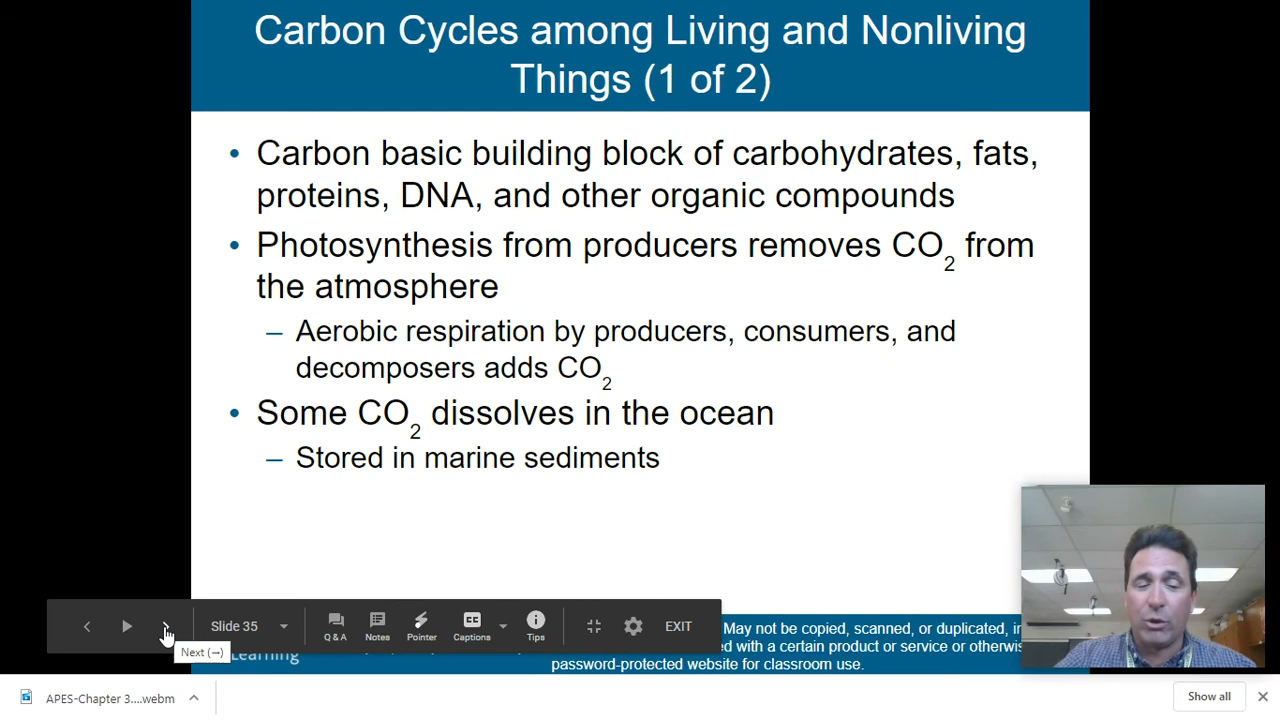 Carbon Cycles among Living and Nonliving
Things (1 of 2)
• Carbon basic building block of carbohydrates, fats,
proteins, DNA, and other organic compounds
• Photosynthesis from producers removes CO2 from
the atmosphere
– Aerobic respiration by producers, consumers, and
decomposers adds CO2
• Some CO2 dissolves in the ocean
– Stored in marine sediments
Slide 35
Q & A
Notes
Pointer
CC
Captions
Tips
EXIT
Next (→)
Learning
May not be copied, scanned, or duplicated, in
d with a certain product or service or otherwis
password-protected website for classroom use.
APES-Chapter 3....webm
Show all